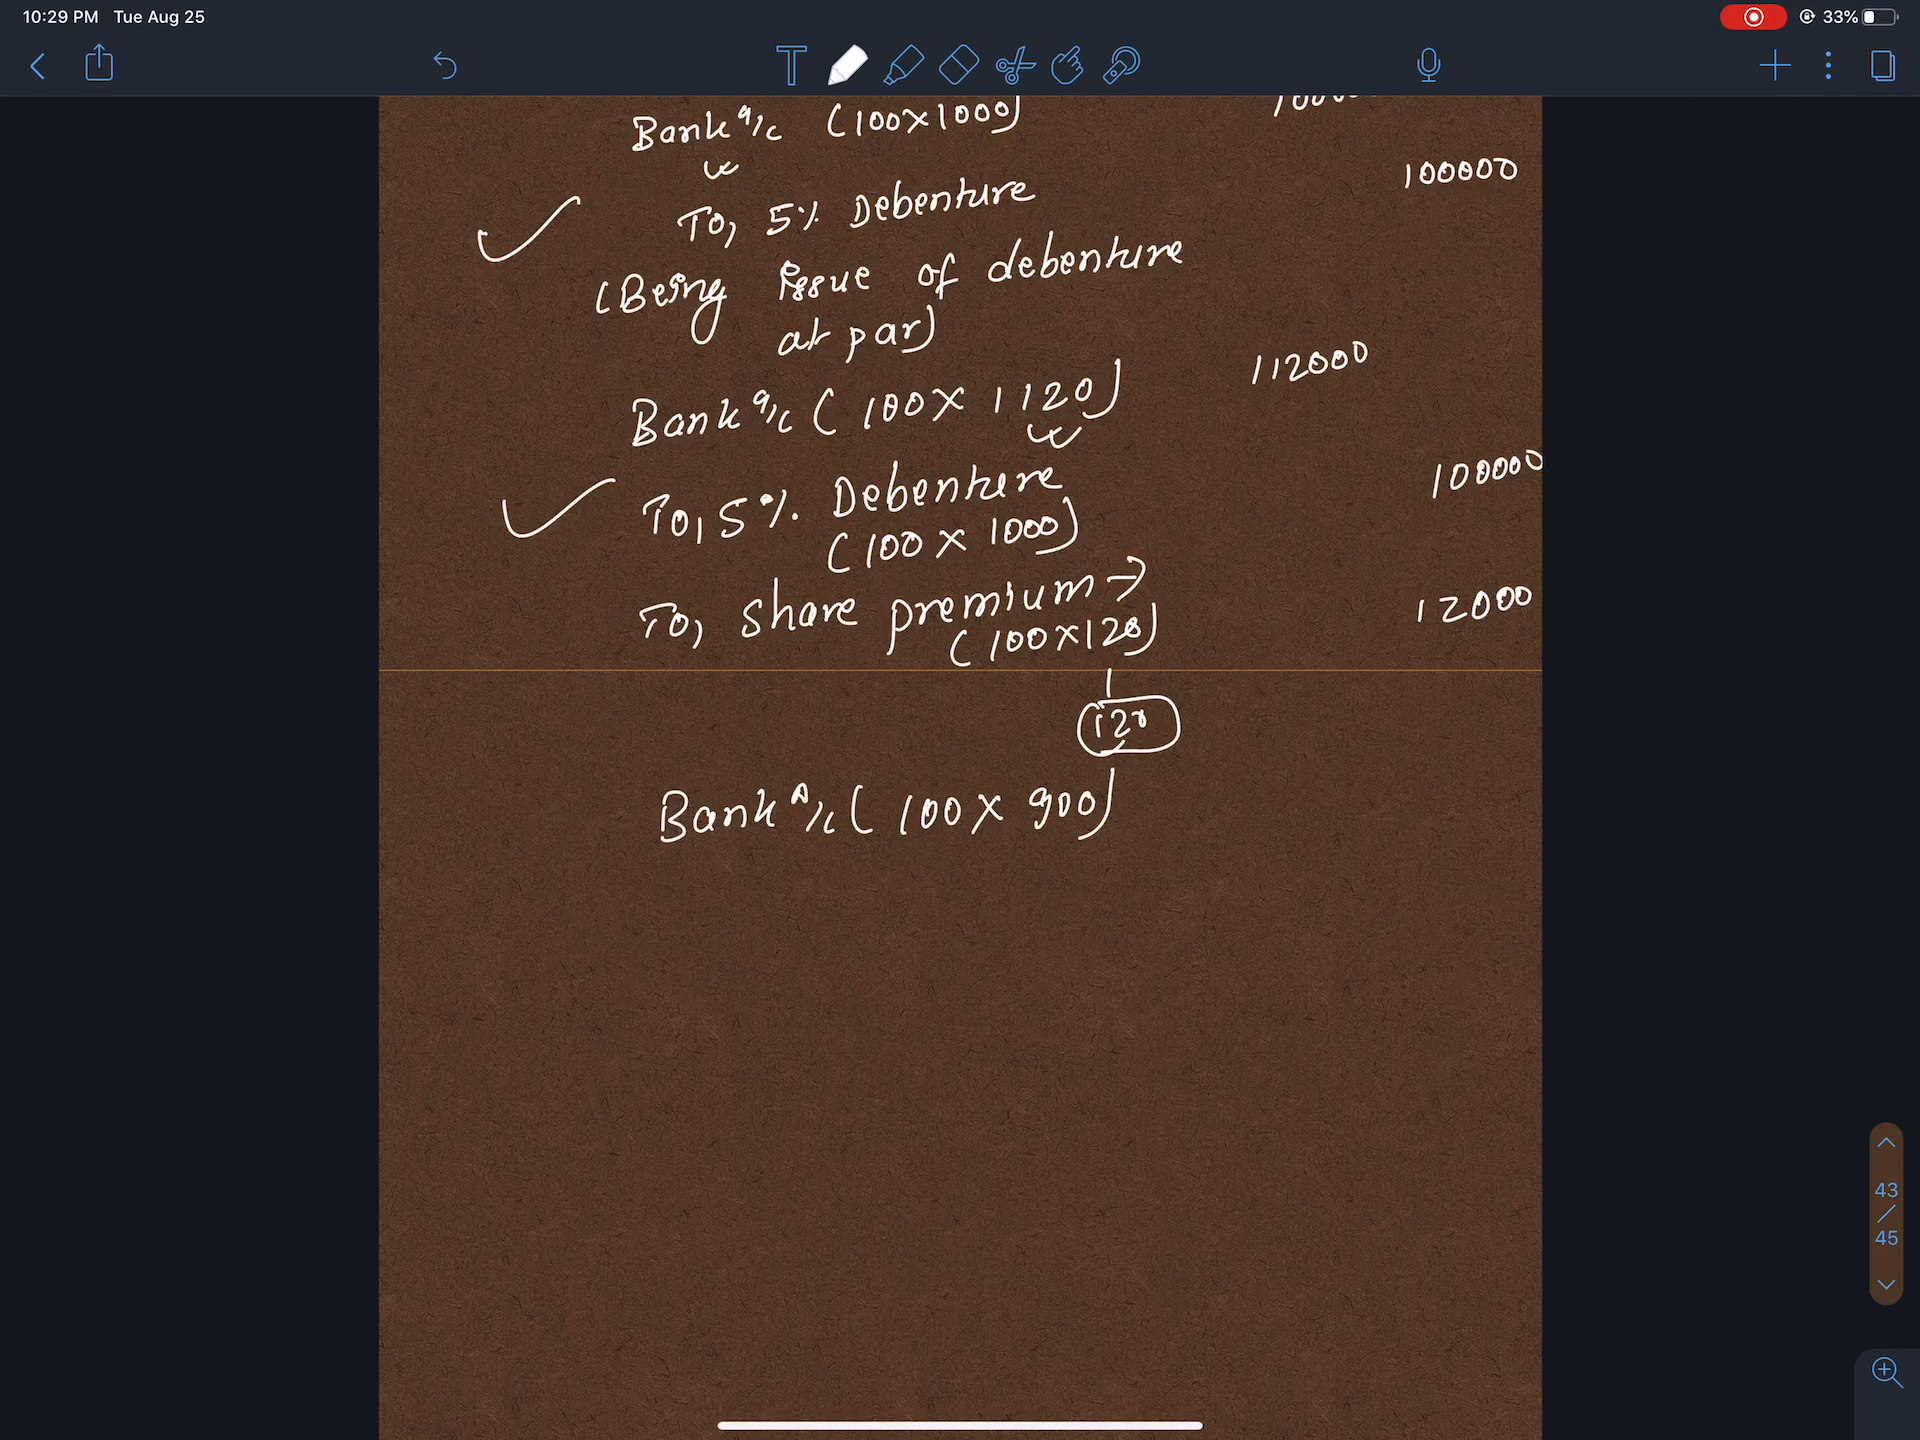 10:29 PM Tue Aug 25
33%
Bank a/c (100×1000)
To, 5% Debenture 100000
(Being issue of debenture
at par)
Bank a/c (100× 1120) 112000
To, 5% Debenture 100000
(100 × 1000)
To, share premium → 12000
(100×120)
120
Bank A/c (100× 900)
43
/
45